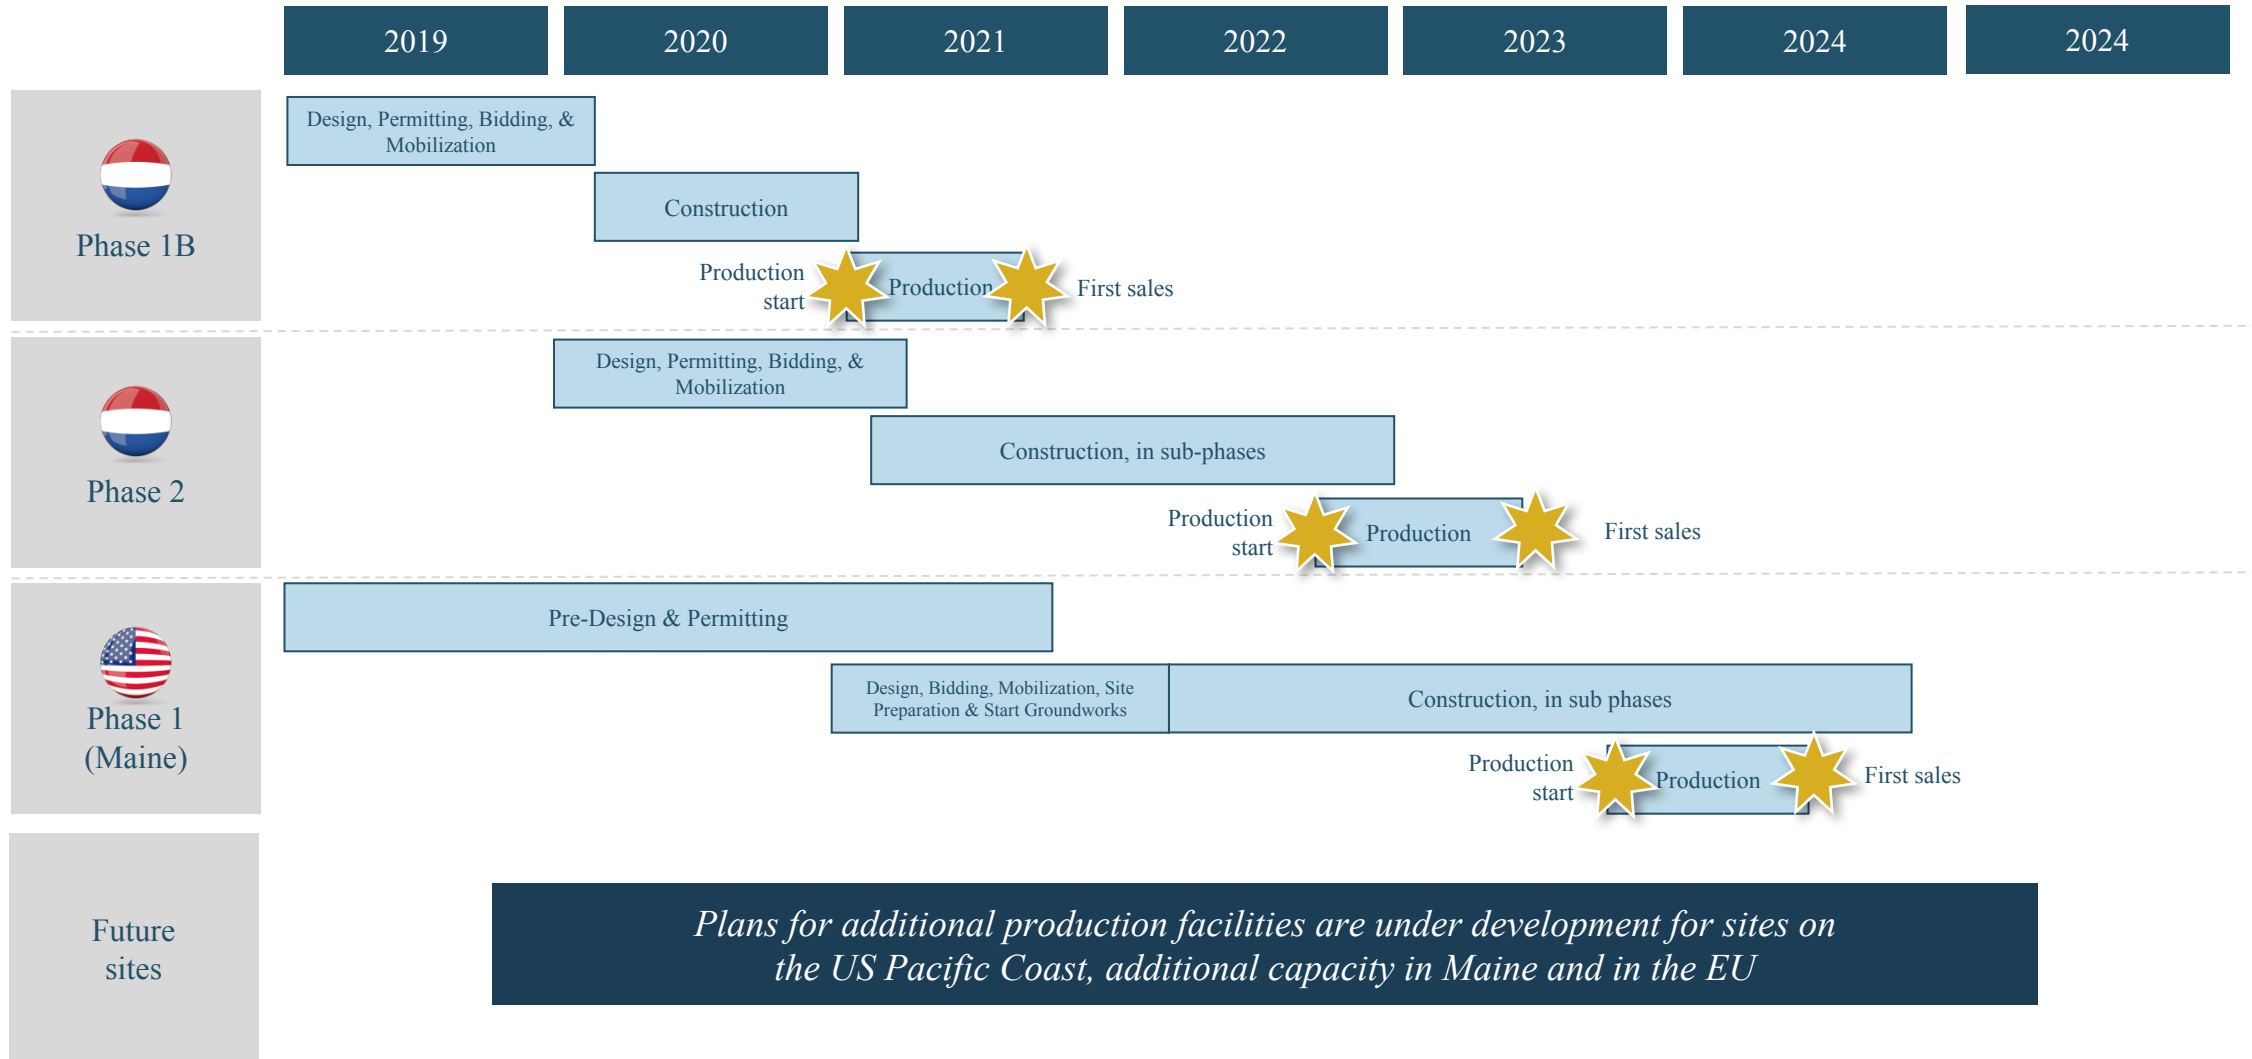 2019
2020
2021
2022
2023
2024
2024
Phase 1B
Design, Permitting, Bidding, &
Mobilization
Construction
Production
start
Production
First sales
Phase 2
Design, Permitting, Bidding, &
Mobilization
Construction, in sub-phases
Production
start
Production
First sales
Phase 1
(Maine)
Pre-Design & Permitting
Design, Bidding, Mobilization, Site
Preparation & Start Groundworks
Construction, in sub phases
Production
start
Production
First sales
Future
sites
Plans for additional production facilities are under development for sites on
the US Pacific Coast, additional capacity in Maine and in the EU